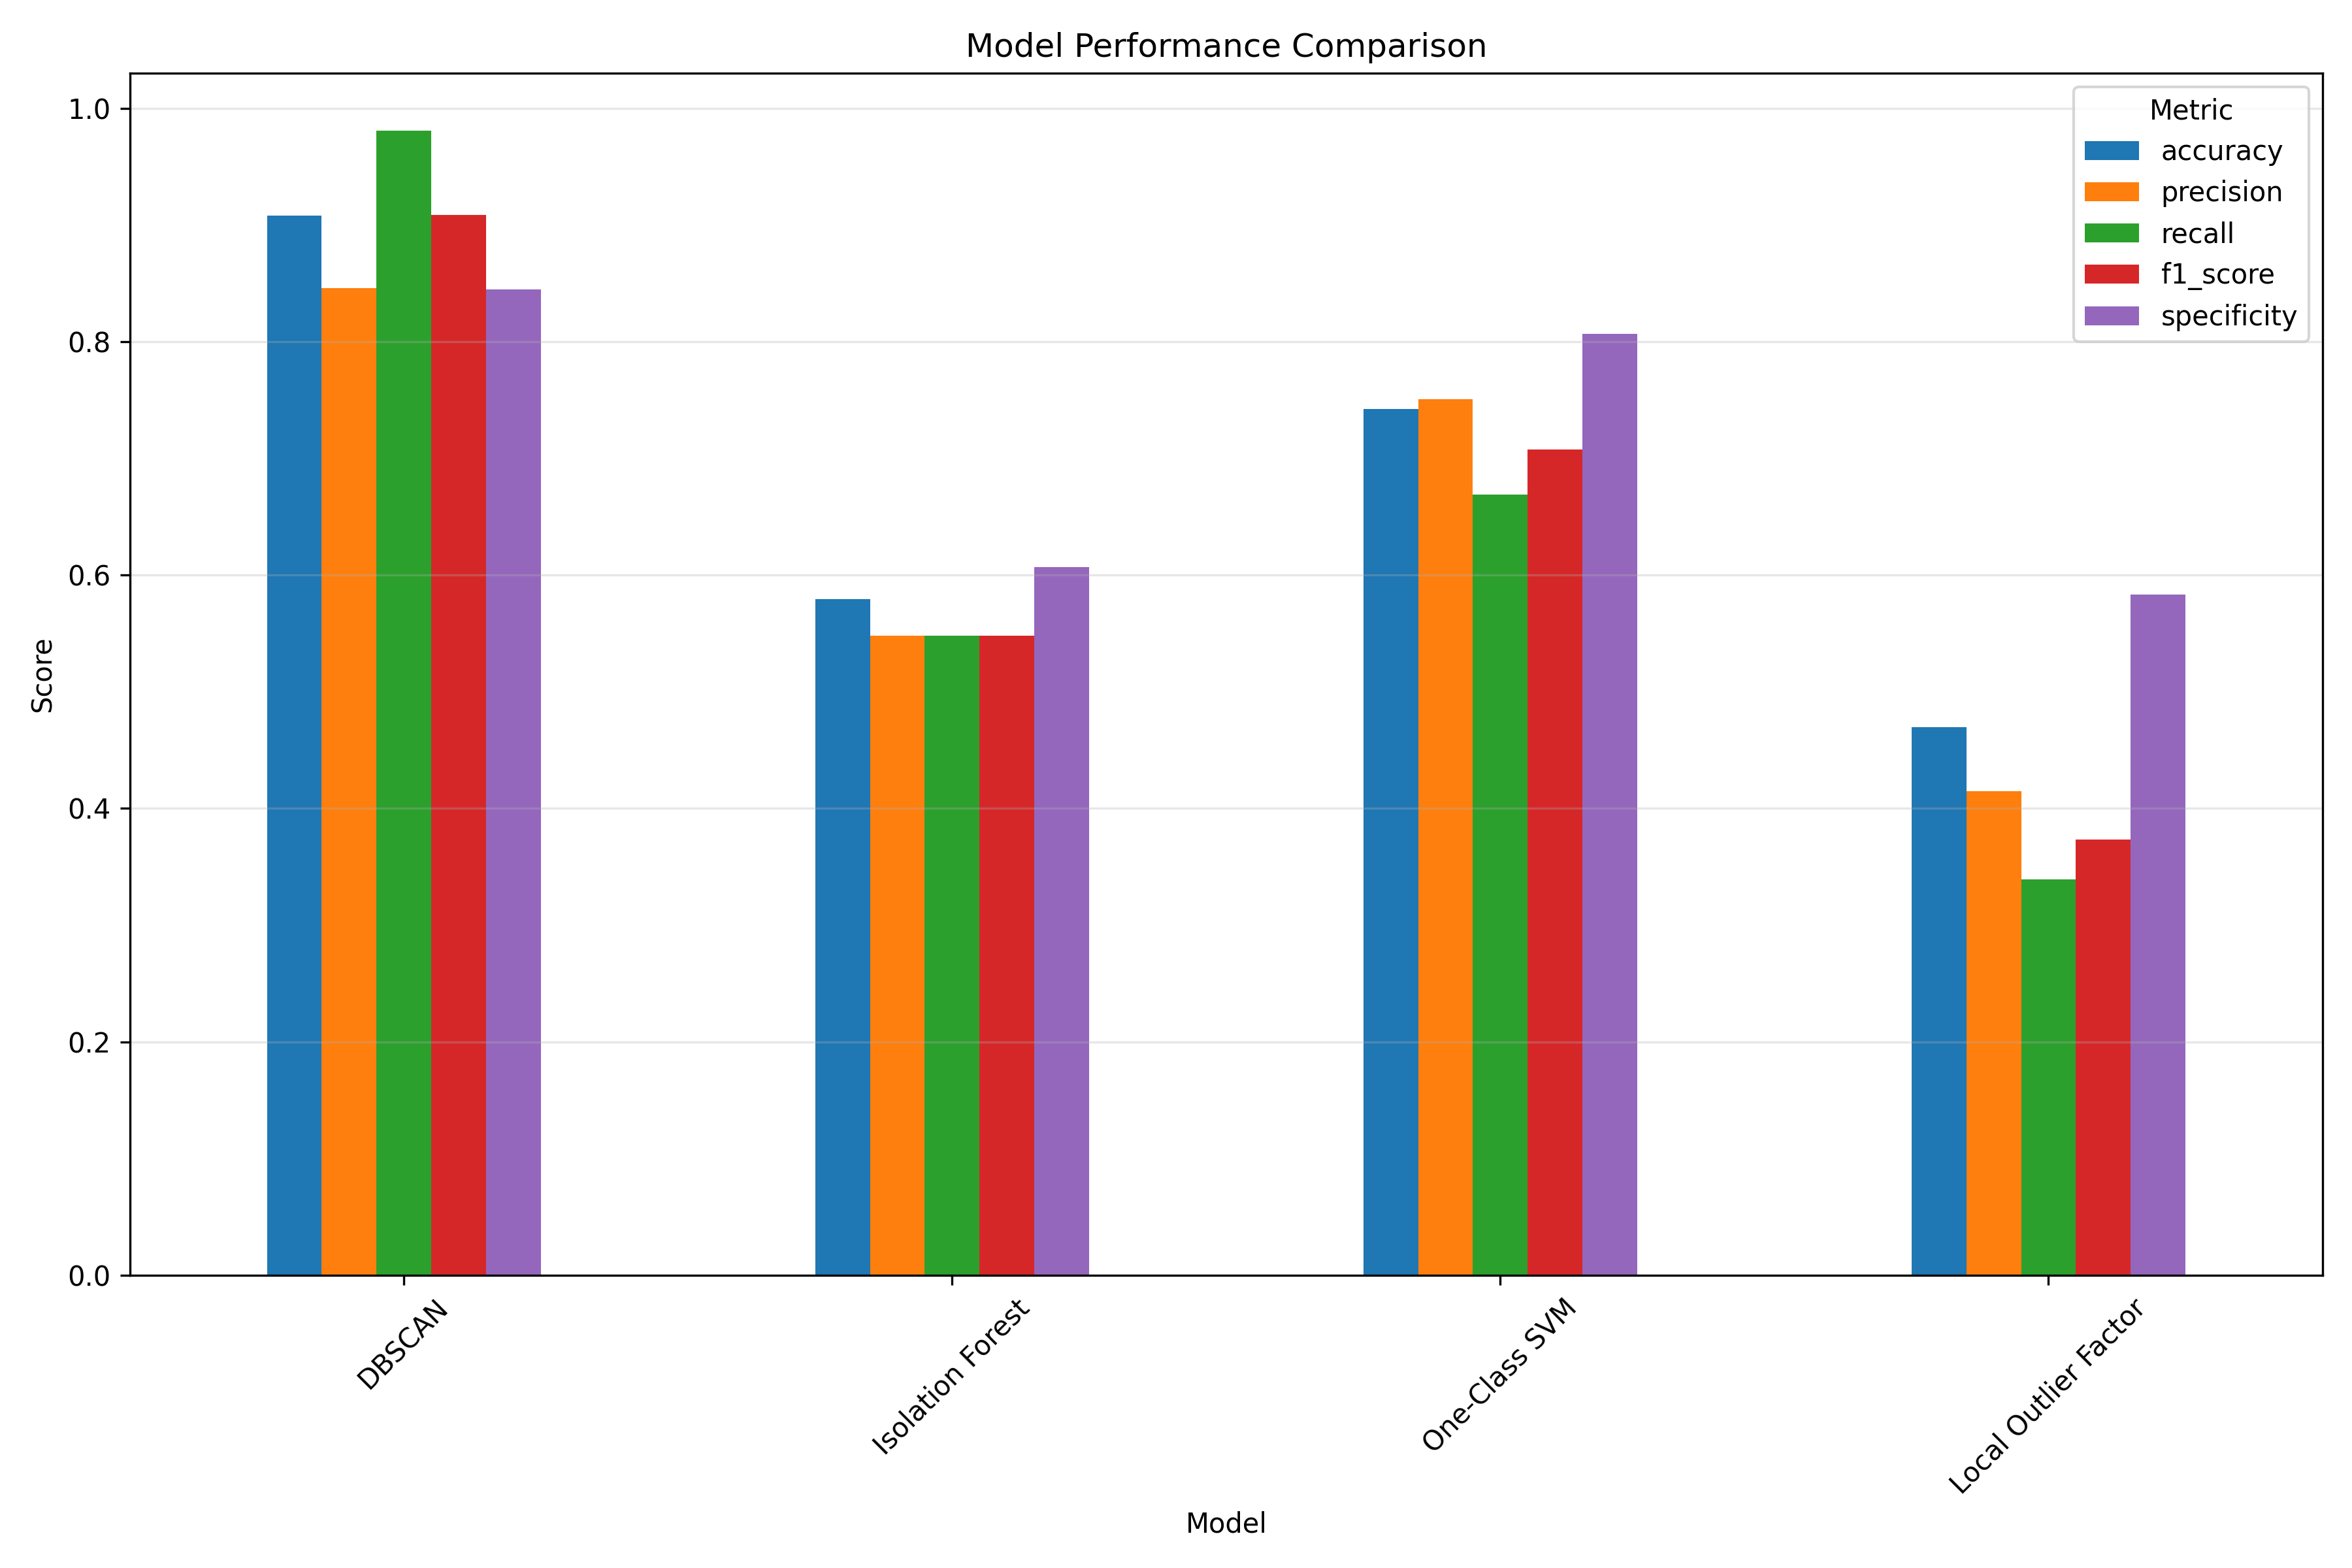 Model Performance Comparison
Metric
accuracy
precision
recall
f1_score
specificity
1.0
0.8
0.6
0.4
0.2
0.0
Score
DBSCAN
Isolation Forest
One-Class SVM
Local Outlier Factor
Model